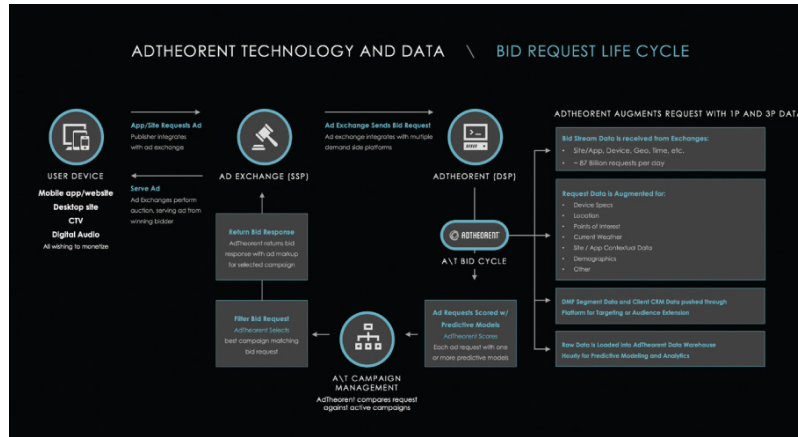 ADTHEORENT TECHNOLOGY AND DATA \ BID REQUEST LIFE CYCLE
USER DEVICE
Mobile app/website
Desktop site
CTV
Digital Audio
All wishing to monetize
App/Site Requests Ad
Publisher integrates
with ad exchange
Serve Ad
Ad Exchanges perform
auction, serving ad from
winning bidder
AD EXCHANGE (SSP)
Ad Exchange Sends Bid Request
Ad exchange integrates with multiple
demand side platforms
ADTHEORENT (DSP)
ADTHEORENT
A\T BID CYCLE
Ad Requests Scored w/
Predictive Models
AdTheorent Scores
Each ad request with one
or more predictive models
A\T CAMPAIGN
MANAGEMENT
AdTheorent compares request
against active campaigns
Filter Bid Request
AdTheorent Selects
best campaign matching
bid request
Return Bid Response
AdTheorent returns bid
response with ad markup
for selected campaign
ADTHEORENT AUGMENTS REQUEST WITH 1P AND 3P DATA
Bid Stream Data is received from Exchanges:
• Site/App, Device, Geo, Time, etc.
• ~ 87 Billion requests per day
Request Data is Augmented for:
• Device Specs
• Location
• Points of Interest
• Current Weather
• Site / App Contextual Data
• Demographics
• Other
DMP Segment Data and Client CRM Data pushed through
Platform for Targeting or Audience Extension
Raw Data is Loaded into AdTheorent Data Warehouse
Hourly for Predictive Modeling and Analytics